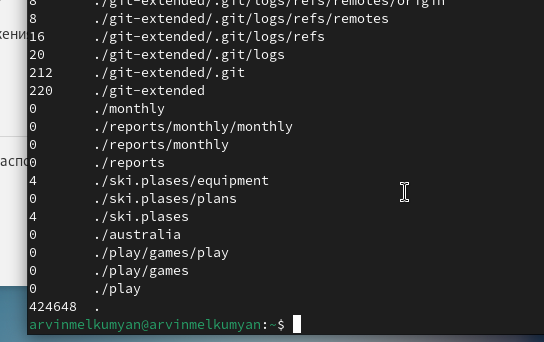 8 ./git-extended/.git/logs/refs/remotes/origin
8 ./git-extended/.git/logs/refs/remotes
16 ./git-extended/.git/logs/refs
20 ./git-extended/.git/logs
212 ./git-extended/.git
220 ./git-extended
0 ./monthly
0 ./reports/monthly/monthly
0 ./reports/monthly
0 ./reports
4 ./ski.plases/equipment
0 ./ski.plases/plans
4 ./ski.plases
0 ./australia
0 ./play/games/play
0 ./play/games
0 ./play
424648 .
arvinmelkumyan@arvinmelkumyan:~$